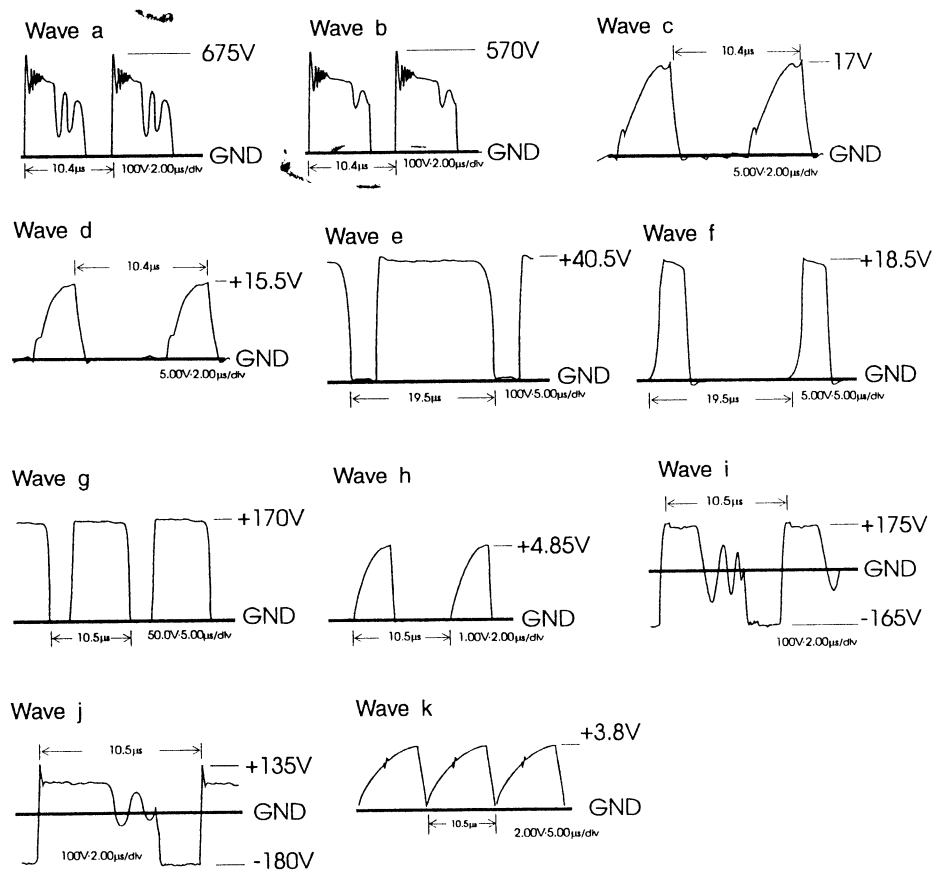 Wave a
675V
GND
10.4µs
100V·2.00µs/div
Wave b
570V
GND
10.4µs
100V·2.00µs/div
Wave c
10.4µs
17V
GND
5.00V·2.00µs/div
Wave d
10.4µs
+15.5V
GND
5.00V·2.00µs/div
Wave e
+40.5V
GND
19.5µs
100V·5.00µs/div
Wave f
+18.5V
GND
19.5µs
5.00V·5.00µs/div
Wave g
+170V
GND
10.5µs
50.0V·5.00µs/div
Wave h
+4.85V
GND
10.5µs
1.00V·2.00µs/div
Wave i
10.5µs
+175V
GND
-165V
100V·2.00µs/div
Wave j
10.5µs
+135V
GND
100V·2.00µs/div
-180V
Wave k
+3.8V
GND
10.5µs
2.00V·5.00µs/div